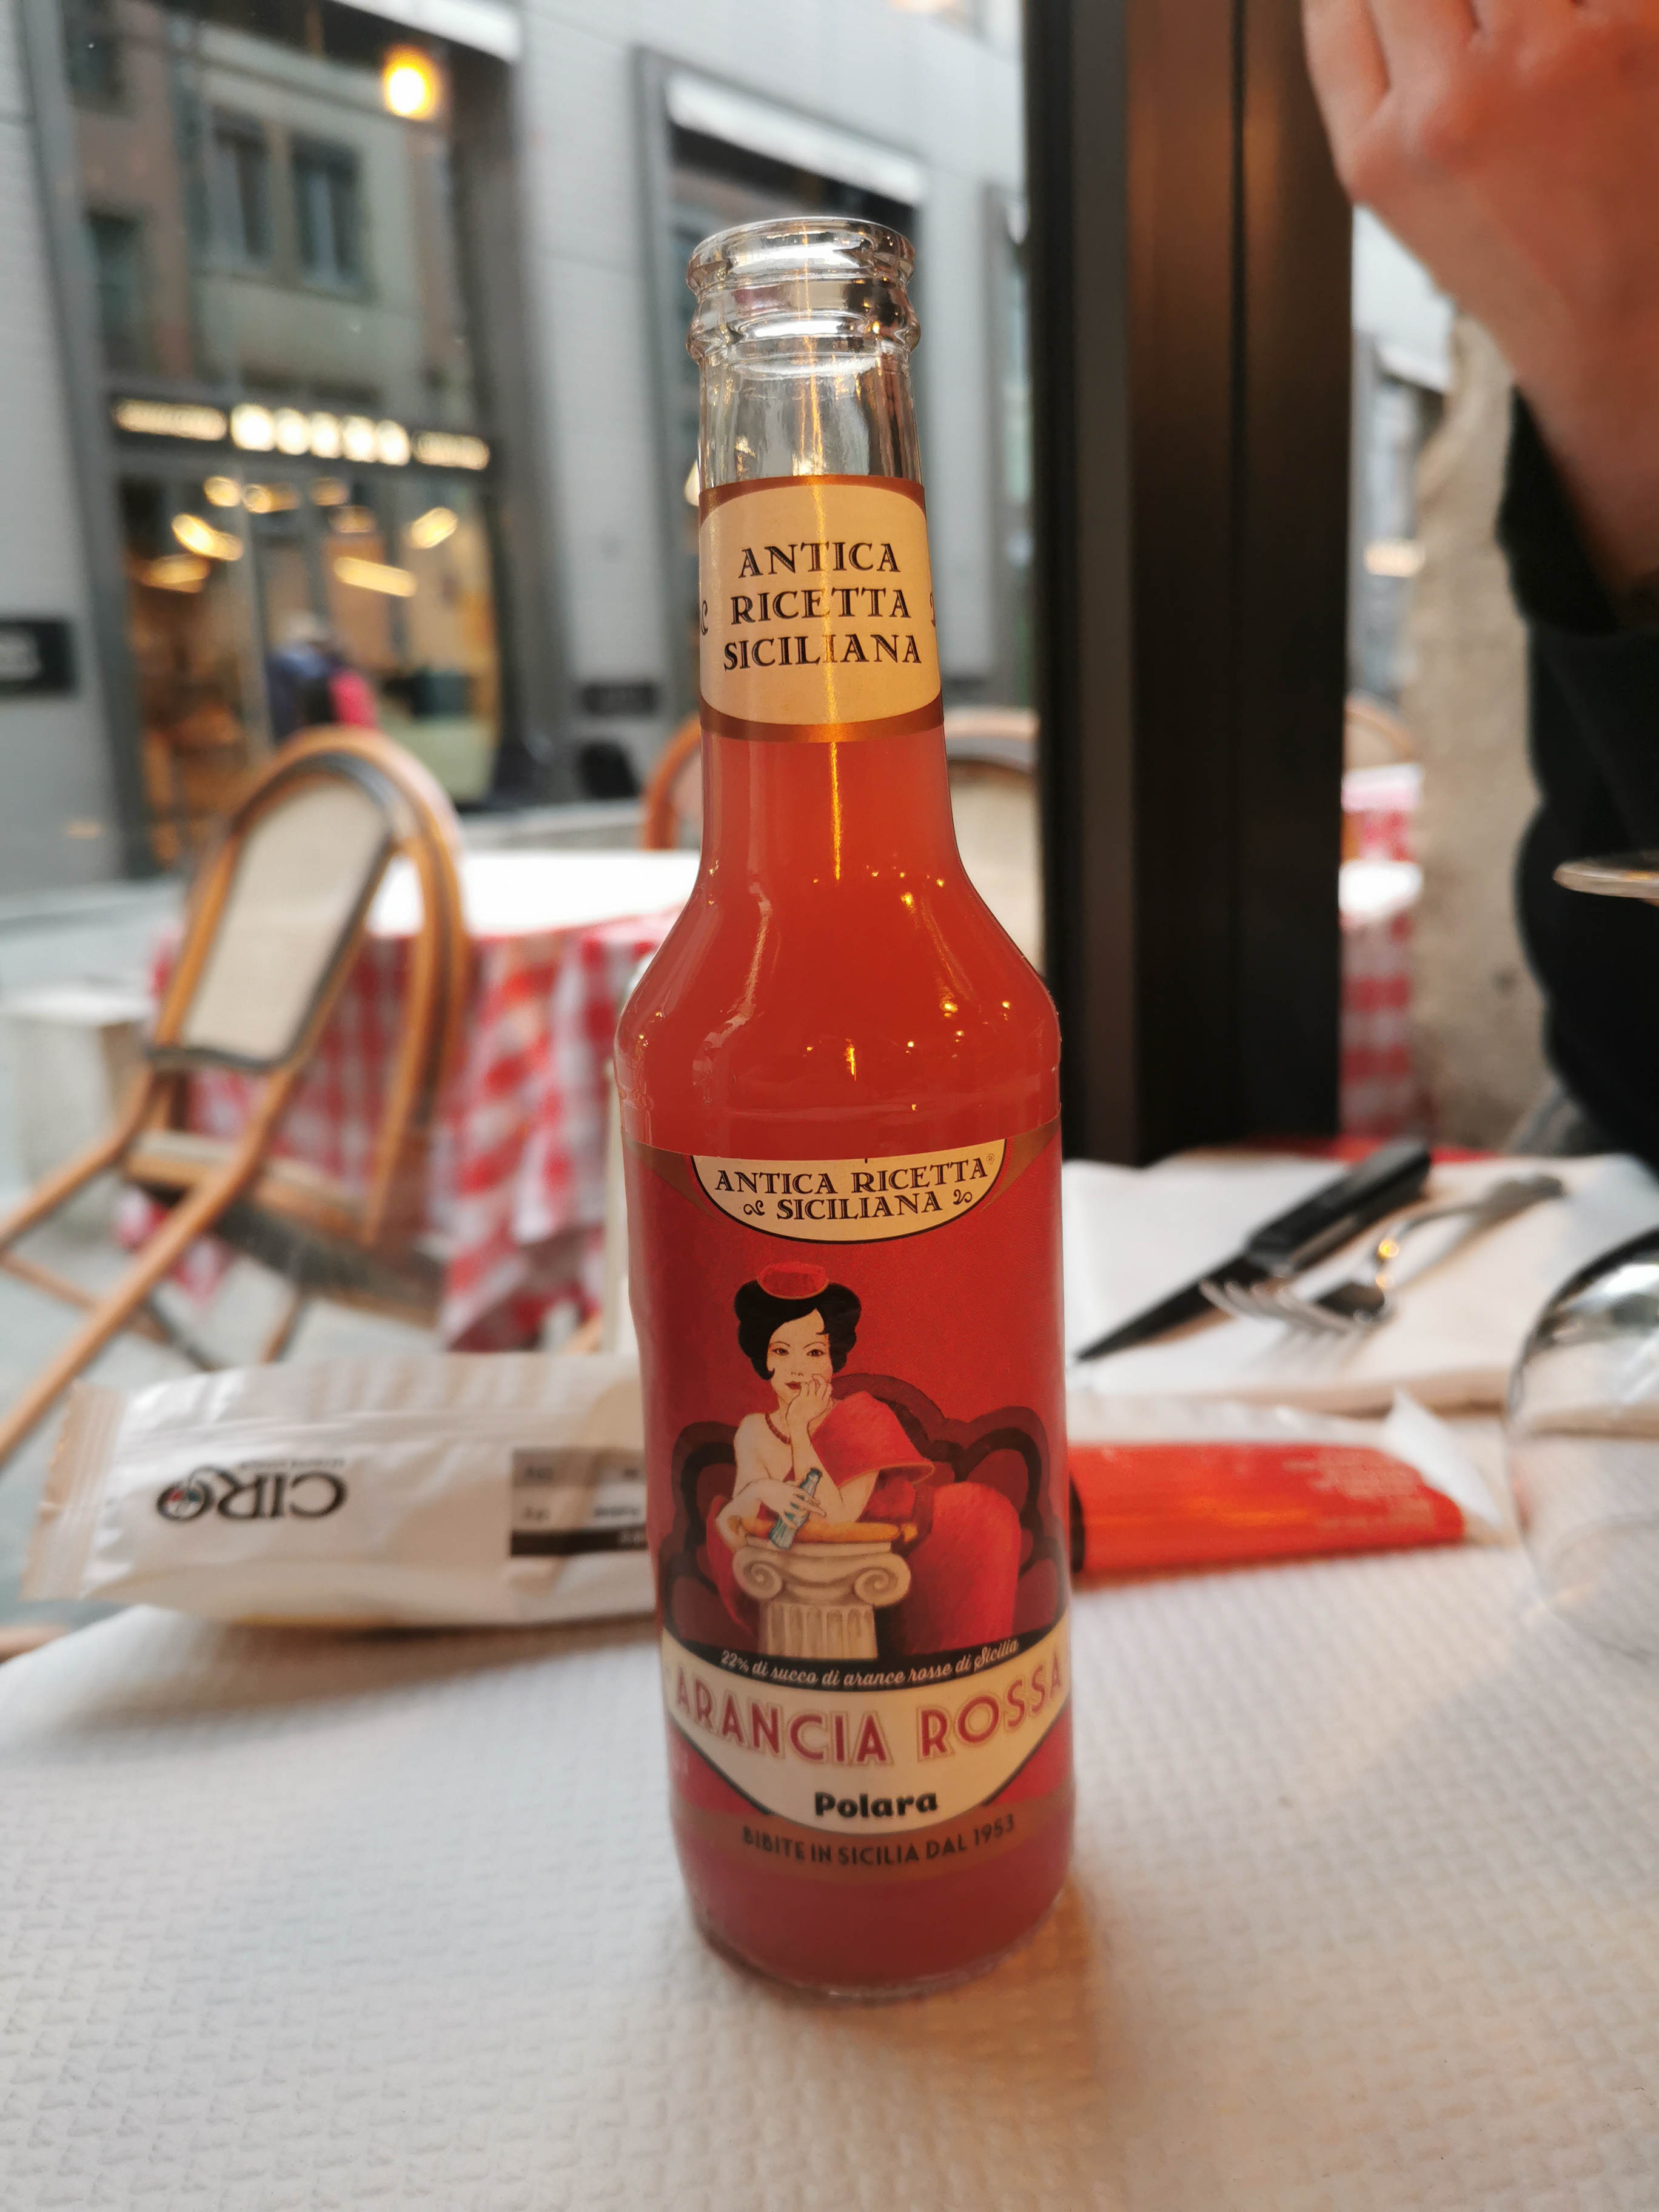 ANTICA
RICETTA
SICILIANA
ANTICA RICETTA
SICILIANA
22% di succo di arance rosse di Sicilia
ARANCIA ROSSA
Polara
BIBITE IN SICILIA DAL 1953
CIRO